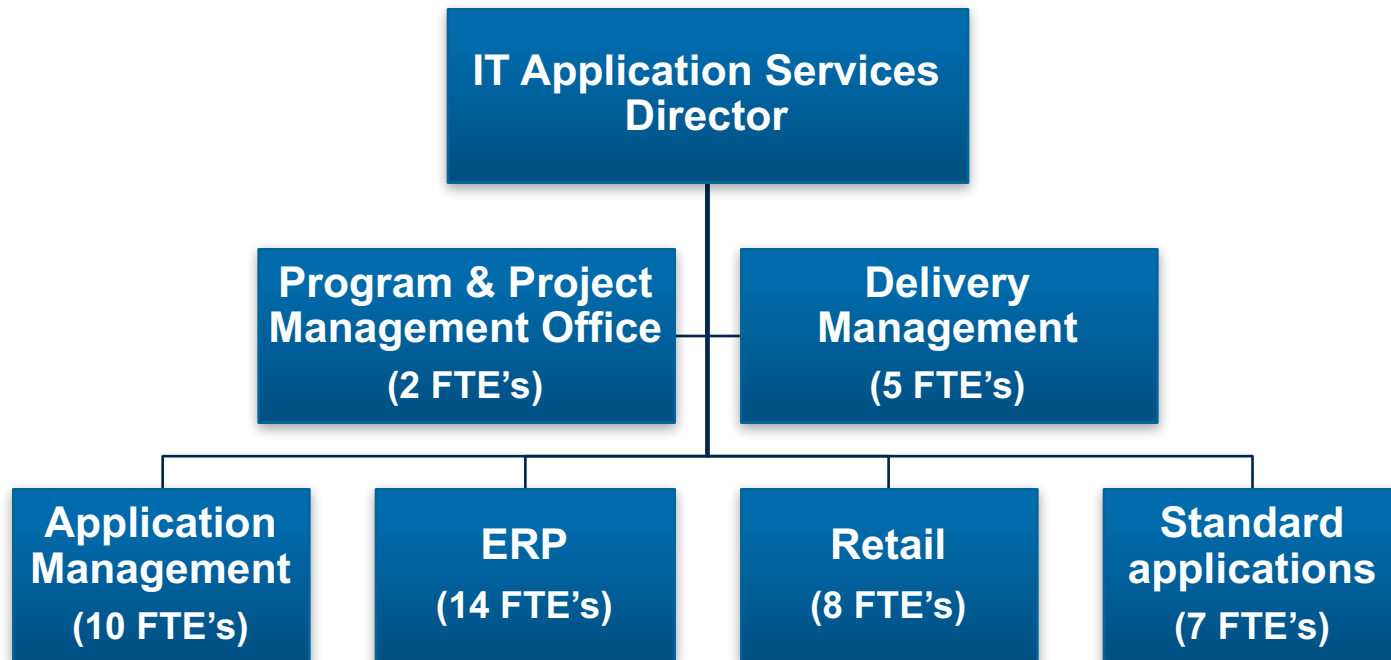 IT Application Services
Director
Program & Project
Management Office
(2 FTE’s)
Delivery
Management
(5 FTE’s)
Application
Management
(10 FTE’s)
ERP
(14 FTE’s)
Retail
(8 FTE’s)
Standard
applications
(7 FTE’s)